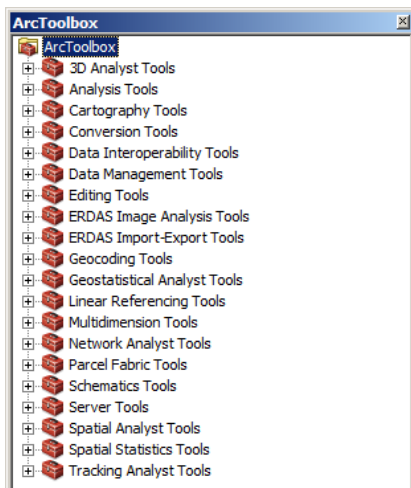 ArcToolbox
ArcToolbox
3D Analyst Tools
Analysis Tools
Cartography Tools
Conversion Tools
Data Interoperability Tools
Data Management Tools
Editing Tools
ERDAS Image Analysis Tools
ERDAS Import-Export Tools
Geocoding Tools
Geostatistical Analyst Tools
Linear Referencing Tools
Multidimension Tools
Network Analyst Tools
Parcel Fabric Tools
Schematics Tools
Server Tools
Spatial Analyst Tools
Spatial Statistics Tools
Tracking Analyst Tools